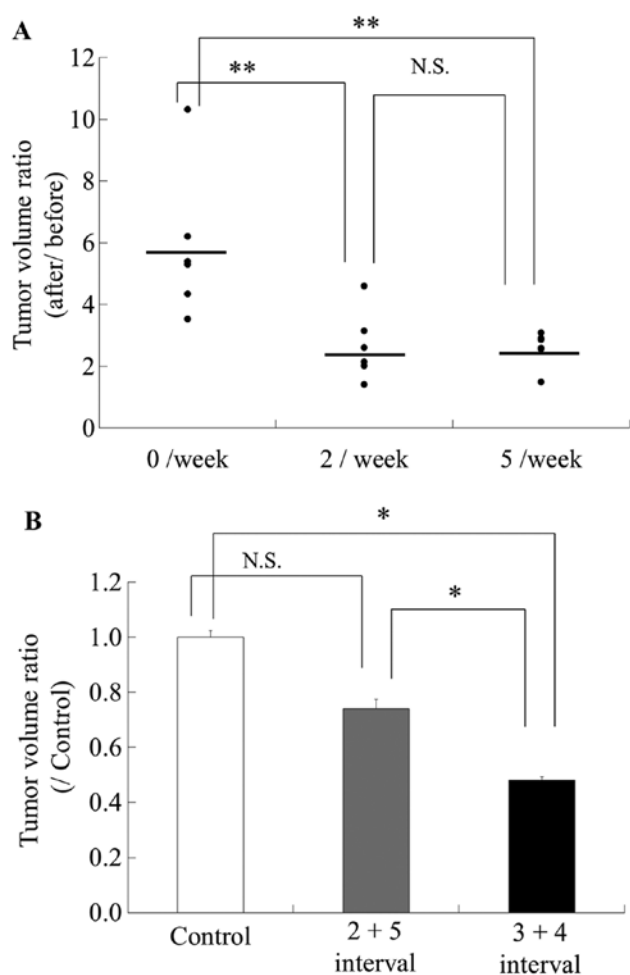 A
**
**
N.S.
12
10
8
6
4
2
0
Tumor volume ratio
(after/ before)
0 /week
2 / week
5 /week
B
*
N.S.
*
1.2
1.0
0.8
0.6
0.4
0.2
0.0
Tumor volume ratio
(/ Control)
Control
2 + 5
interval
3 + 4
interval